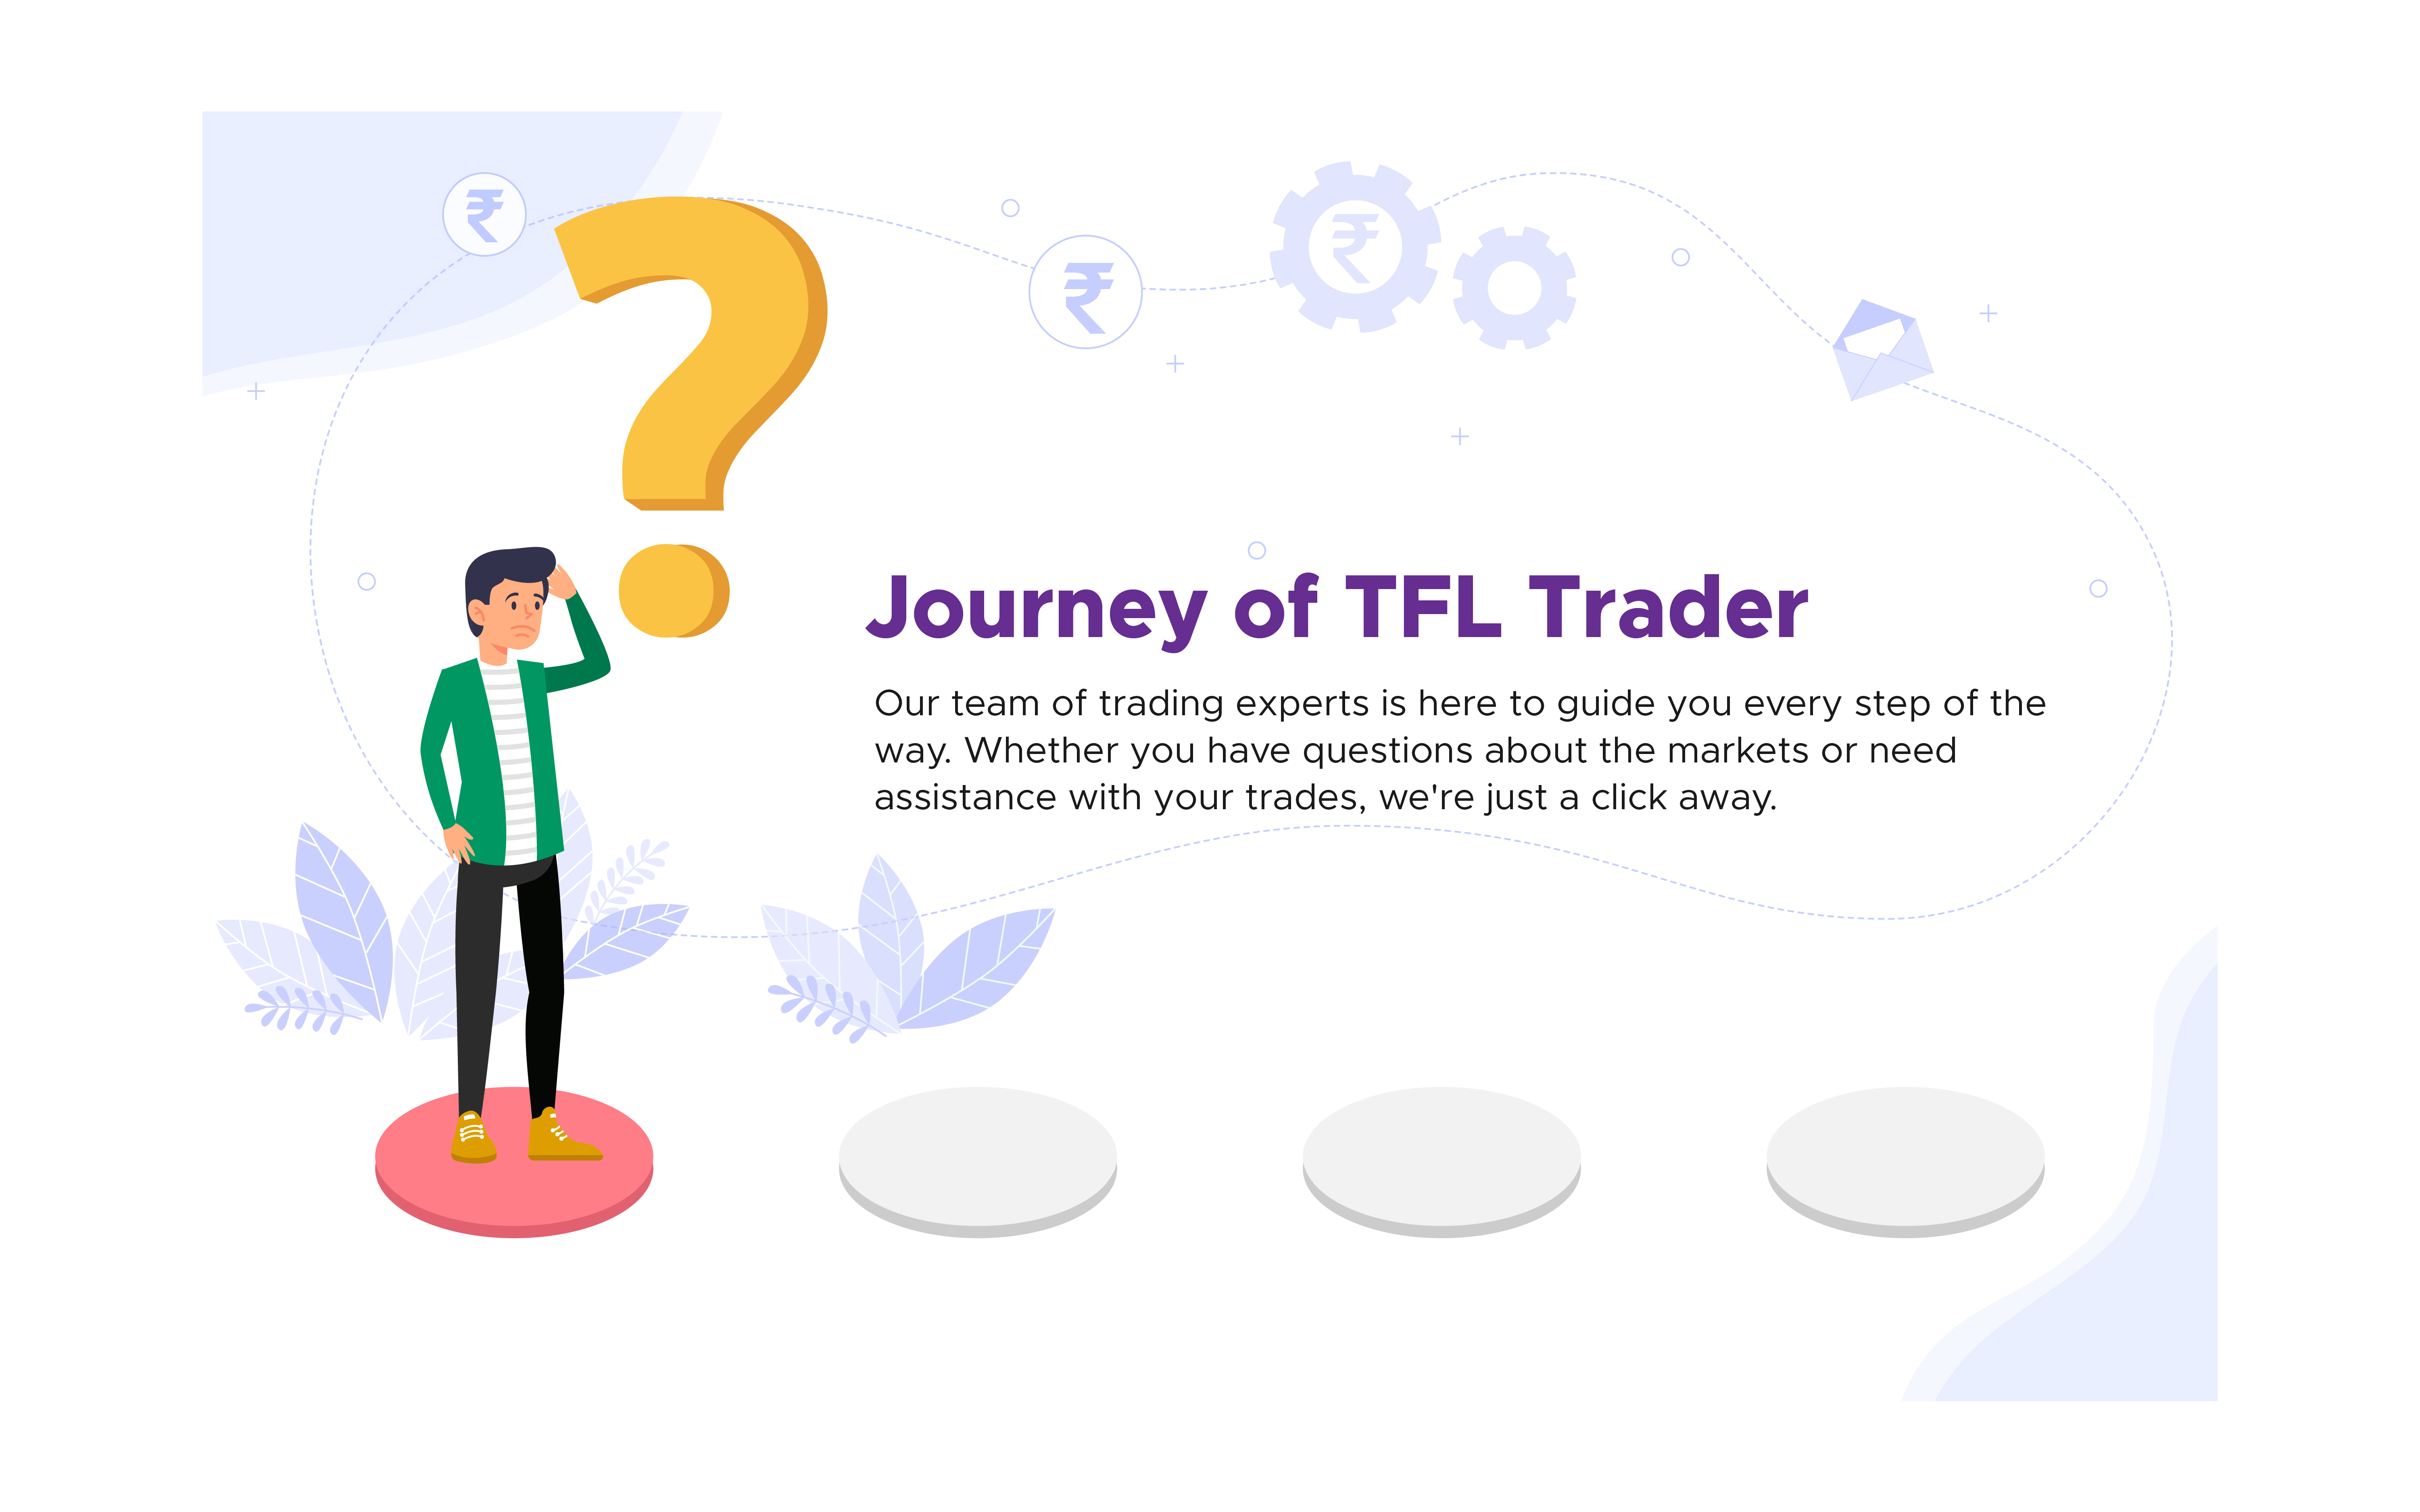 Journey of TFL Trader
Our team of trading experts is here to guide you every step of the
way. Whether you have questions about the markets or need
assistance with your trades, we're just a click away.